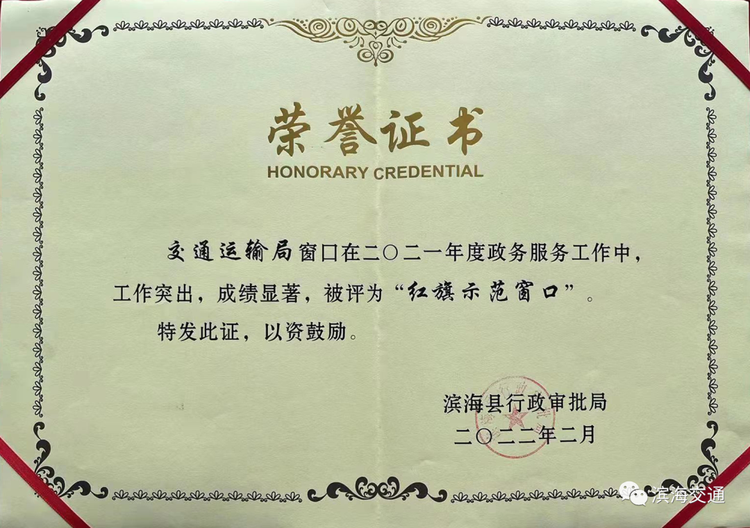 荣誉证书
HONORARY CREDENTIAL
交通运输局窗口在二〇二一年度政务服务工作中，
工作突出，成绩显著，被评为“红旗示范窗口”。
特发此证，以资鼓励。
滨海县行政审批局
二〇二二年二月
滨海交通